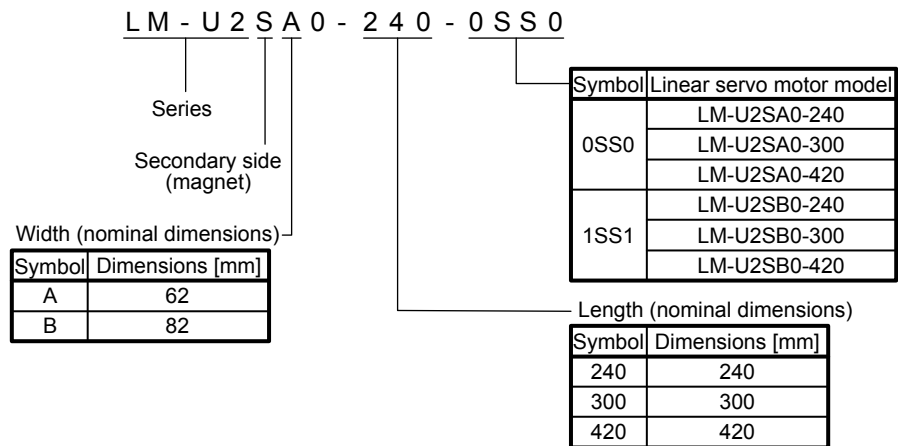 LM-U2SA0-240-0SS0
Series
Secondary side
(magnet)
Width (nominal dimensions)
Symbol Dimensions [mm]
A 62
B 82
Symbol Linear servo motor model
0SS0
LM-U2SA0-240
LM-U2SA0-300
LM-U2SA0-420
1SS1
LM-U2SB0-240
LM-U2SB0-300
LM-U2SB0-420
Length (nominal dimensions)
Symbol Dimensions [mm]
240 240
300 300
420 420